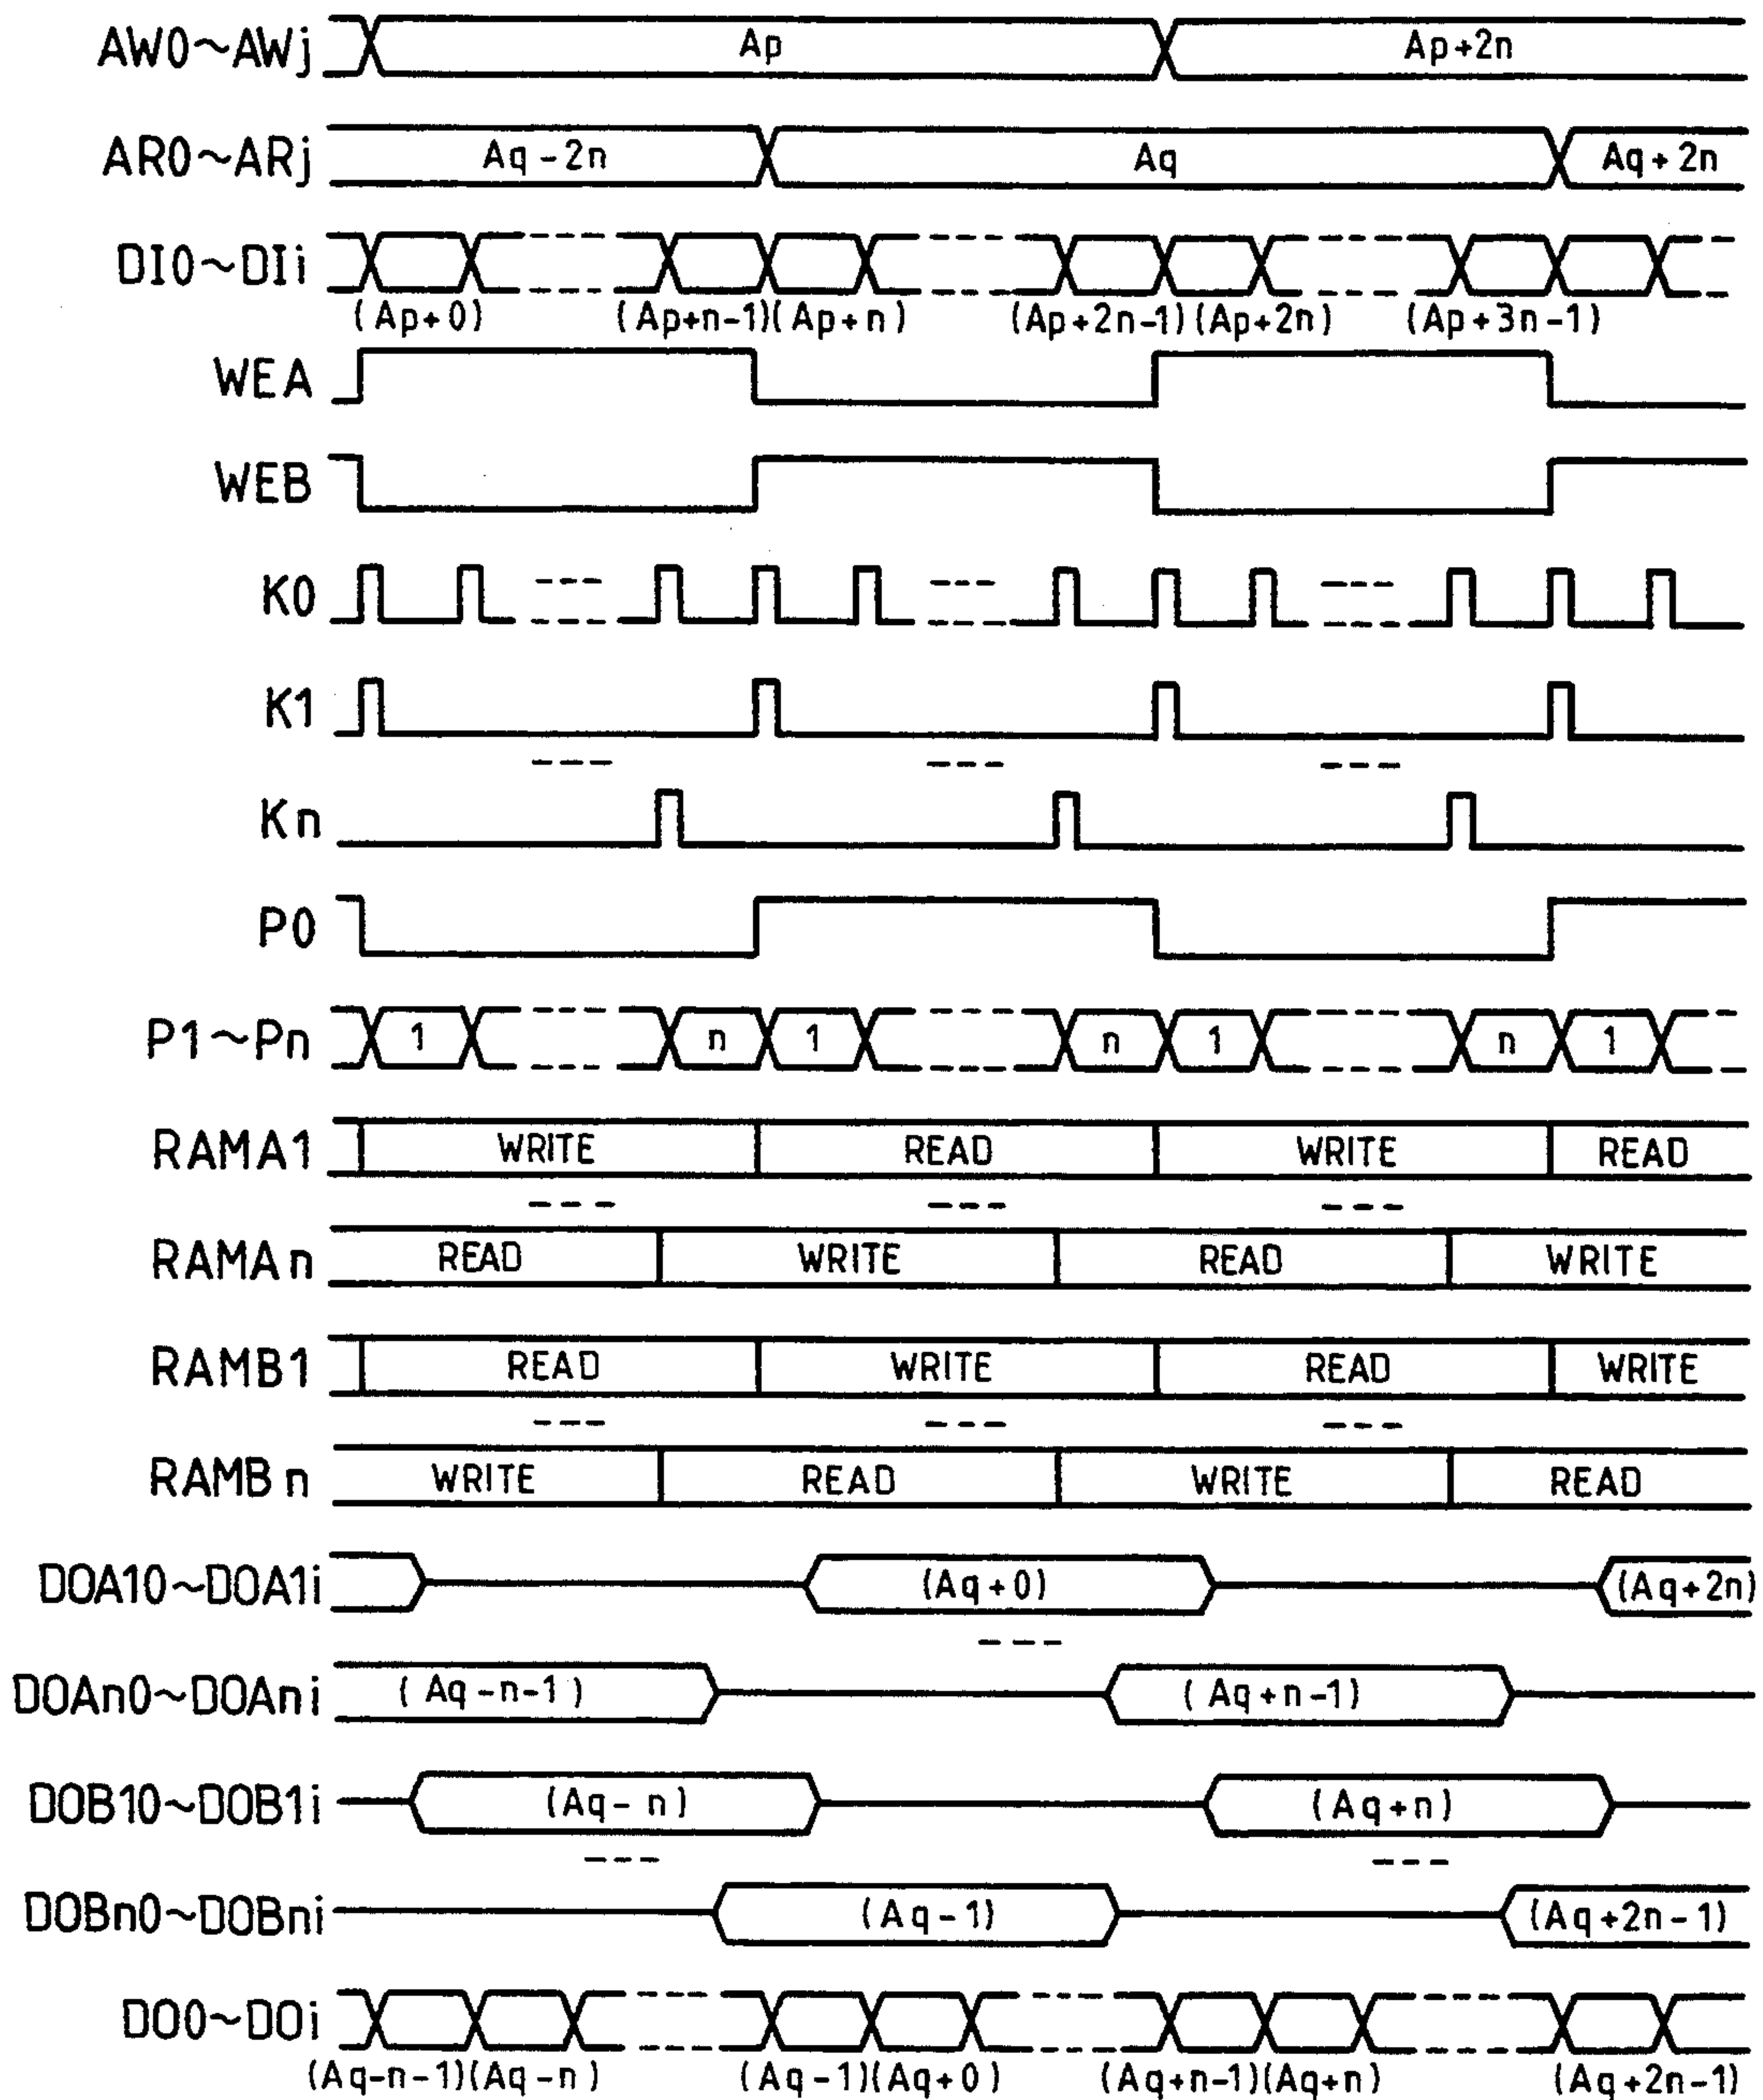 AW0~AWj Ap Ap+2n
AR0~ARj Aq-2n Aq Aq+2n
DI0~DIi
(Ap+0) (Ap+n-1)(Ap+n) (Ap+2n-1)(Ap+2n) (Ap+3n-1)
WEA
WEB
K0
K1
Kn
P0
P1~Pn 1 n 1 n 1 n 1
RAMA1 WRITE READ WRITE READ
RAMAn READ WRITE READ WRITE
RAMB1 READ WRITE READ WRITE
RAMBn WRITE READ WRITE READ
DOA10~DOA1i (Aq+0) (Aq+2n)
DOAn0~DOAni (Aq-n-1) (Aq+n-1)
DOB10~DOB1i (Aq-n) (Aq+n)
DOBn0~DOBni (Aq-1) (Aq+2n-1)
DO0~DOi
(Aq-n-1)(Aq-n) (Aq-1)(Aq+0) (Aq+n-1)(Aq+n) (Aq+2n-1)